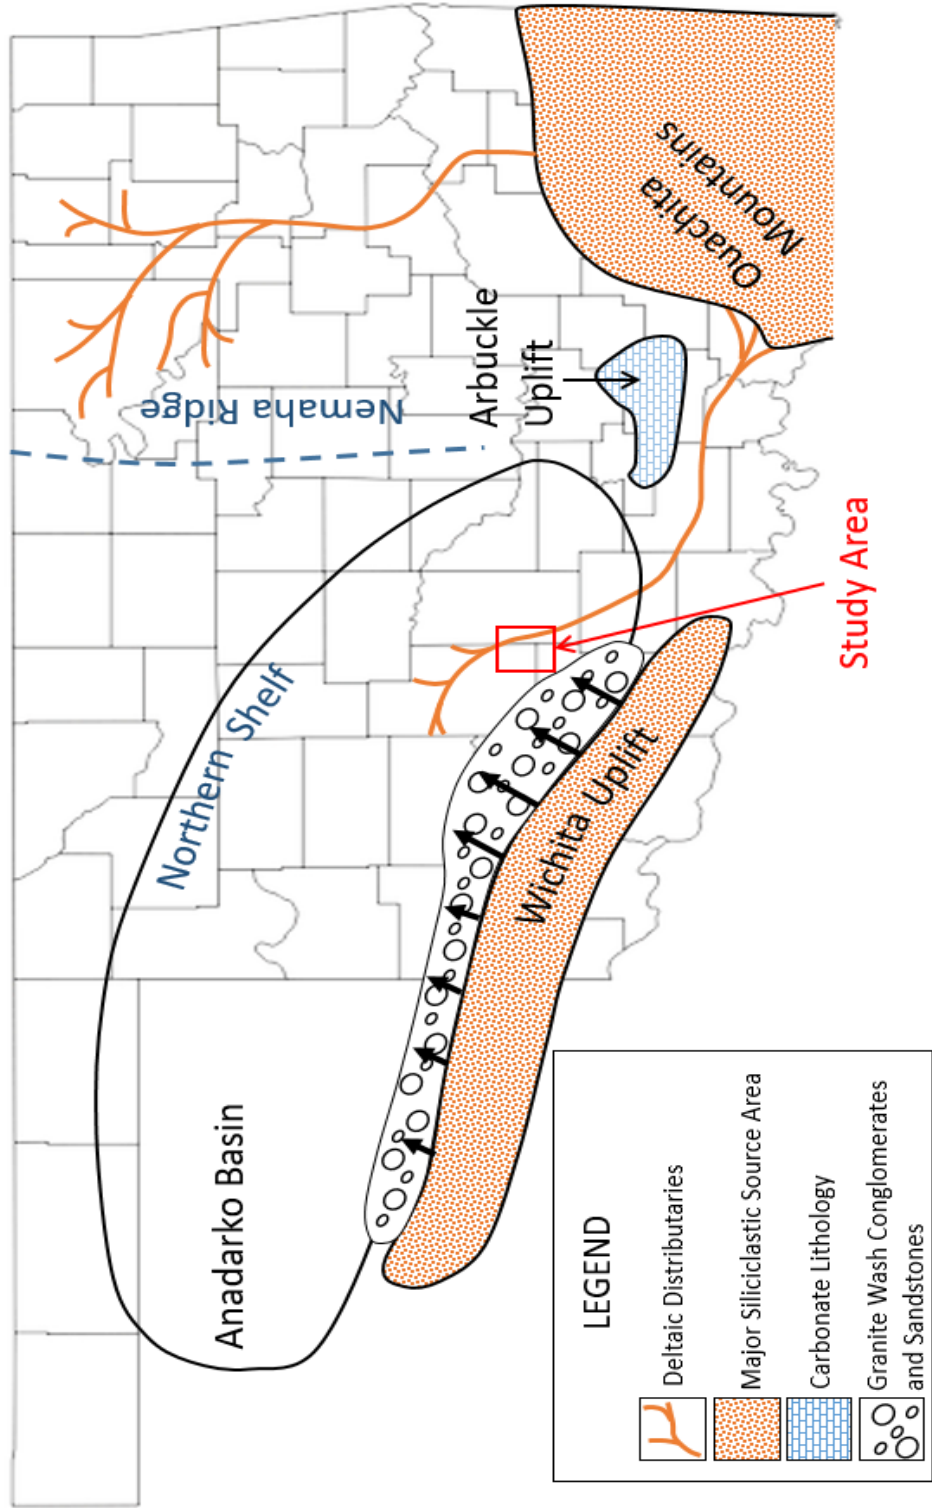 Ouachita
Mountains
Arbuckle
Uplift
Nemaha Ridge
Northern Shelf
Study Area
Wichita Uplift
Anadarko Basin
LEGEND
Deltaic Distributaries
Major Siliciclastic Source Area
Carbonate Lithology
Granite Wash Conglomerates
and Sandstones